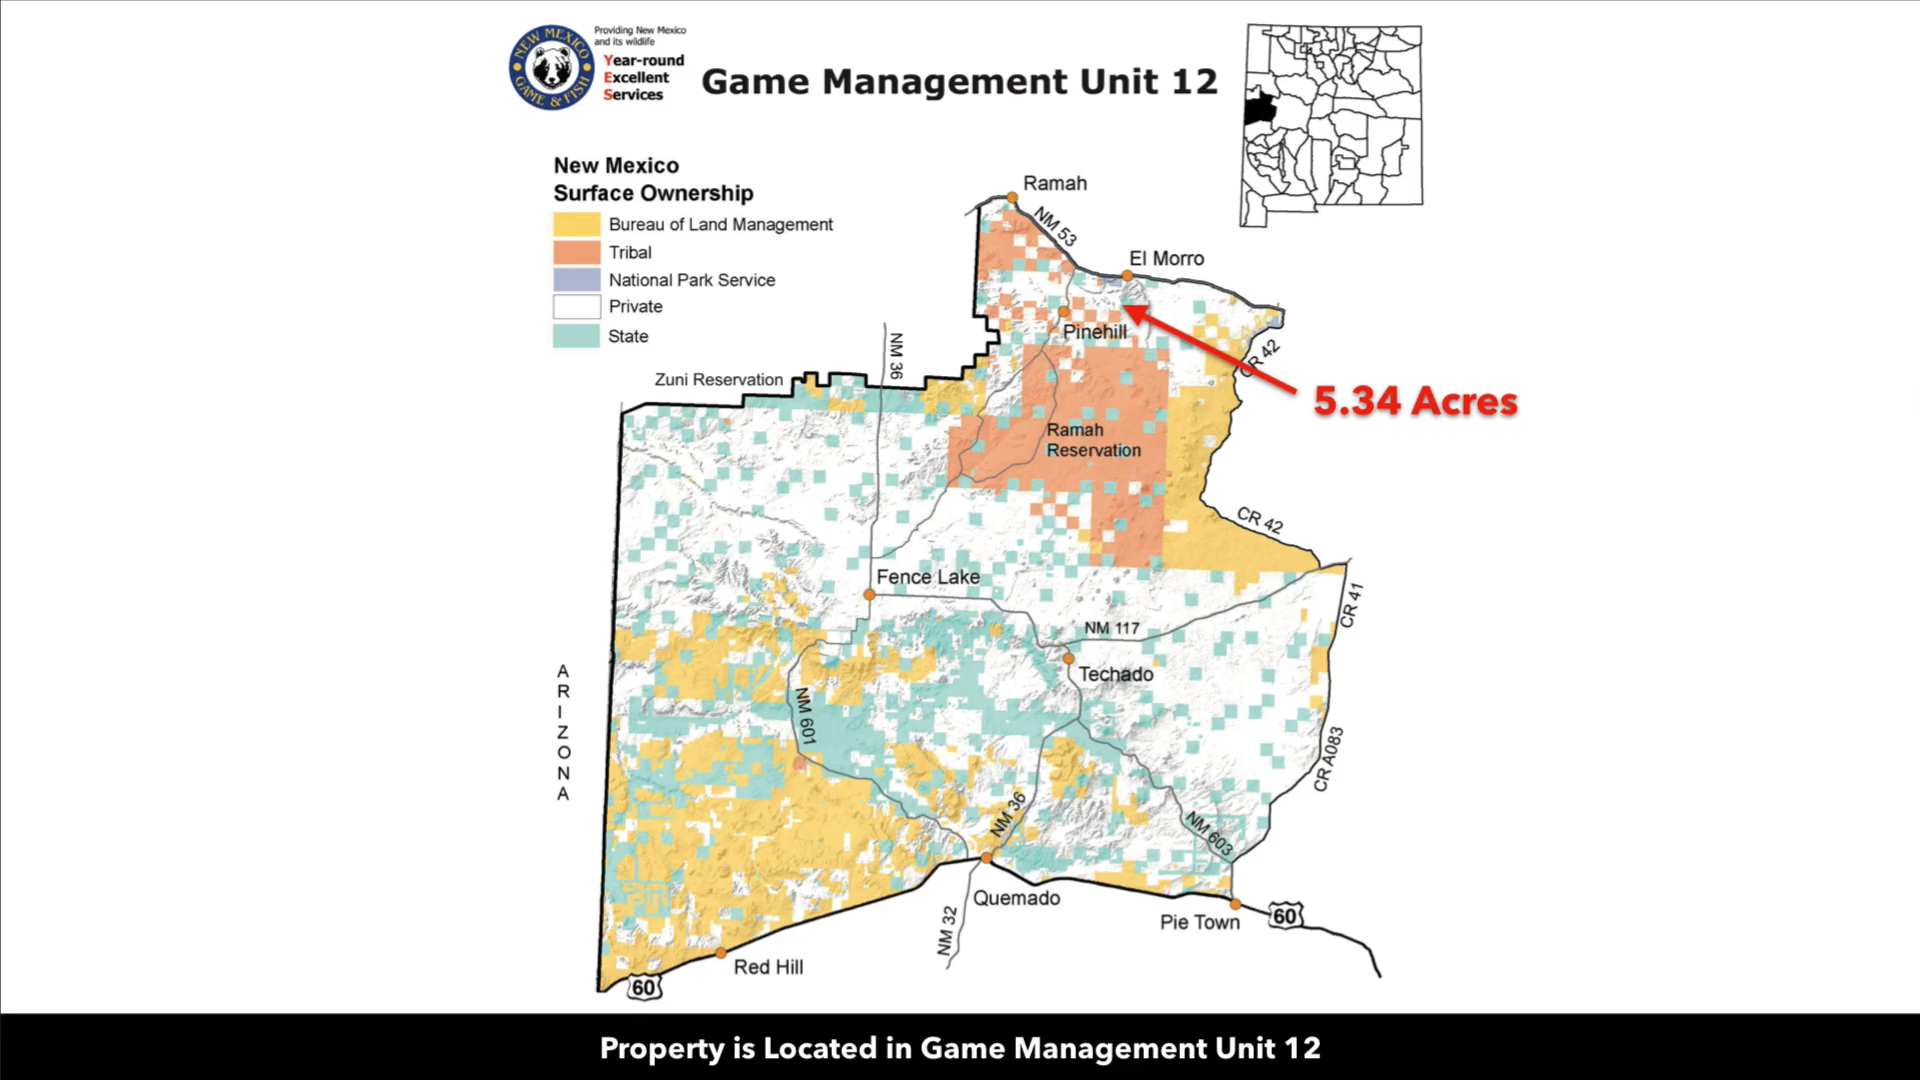 NEW MEXICO
GAME & FISH
Providing New Mexico
and its wildlife
Year-round
Excellent
Services
Game Management Unit 12
New Mexico
Surface Ownership
Bureau of Land Management
Tribal
National Park Service
Private
State
Ramah
NM 53
El Morro
Pinehill
NM 36
CR 42
Zuni Reservation
5.34 Acres
Ramah
Reservation
CR 42
Fence Lake
CR 41
NM 117
Techado
ARIZONA
NM 601
CR A083
NM 36
NM 603
Quemado
Pie Town
60
NM 32
Red Hill
60
Property is Located in Game Management Unit 12